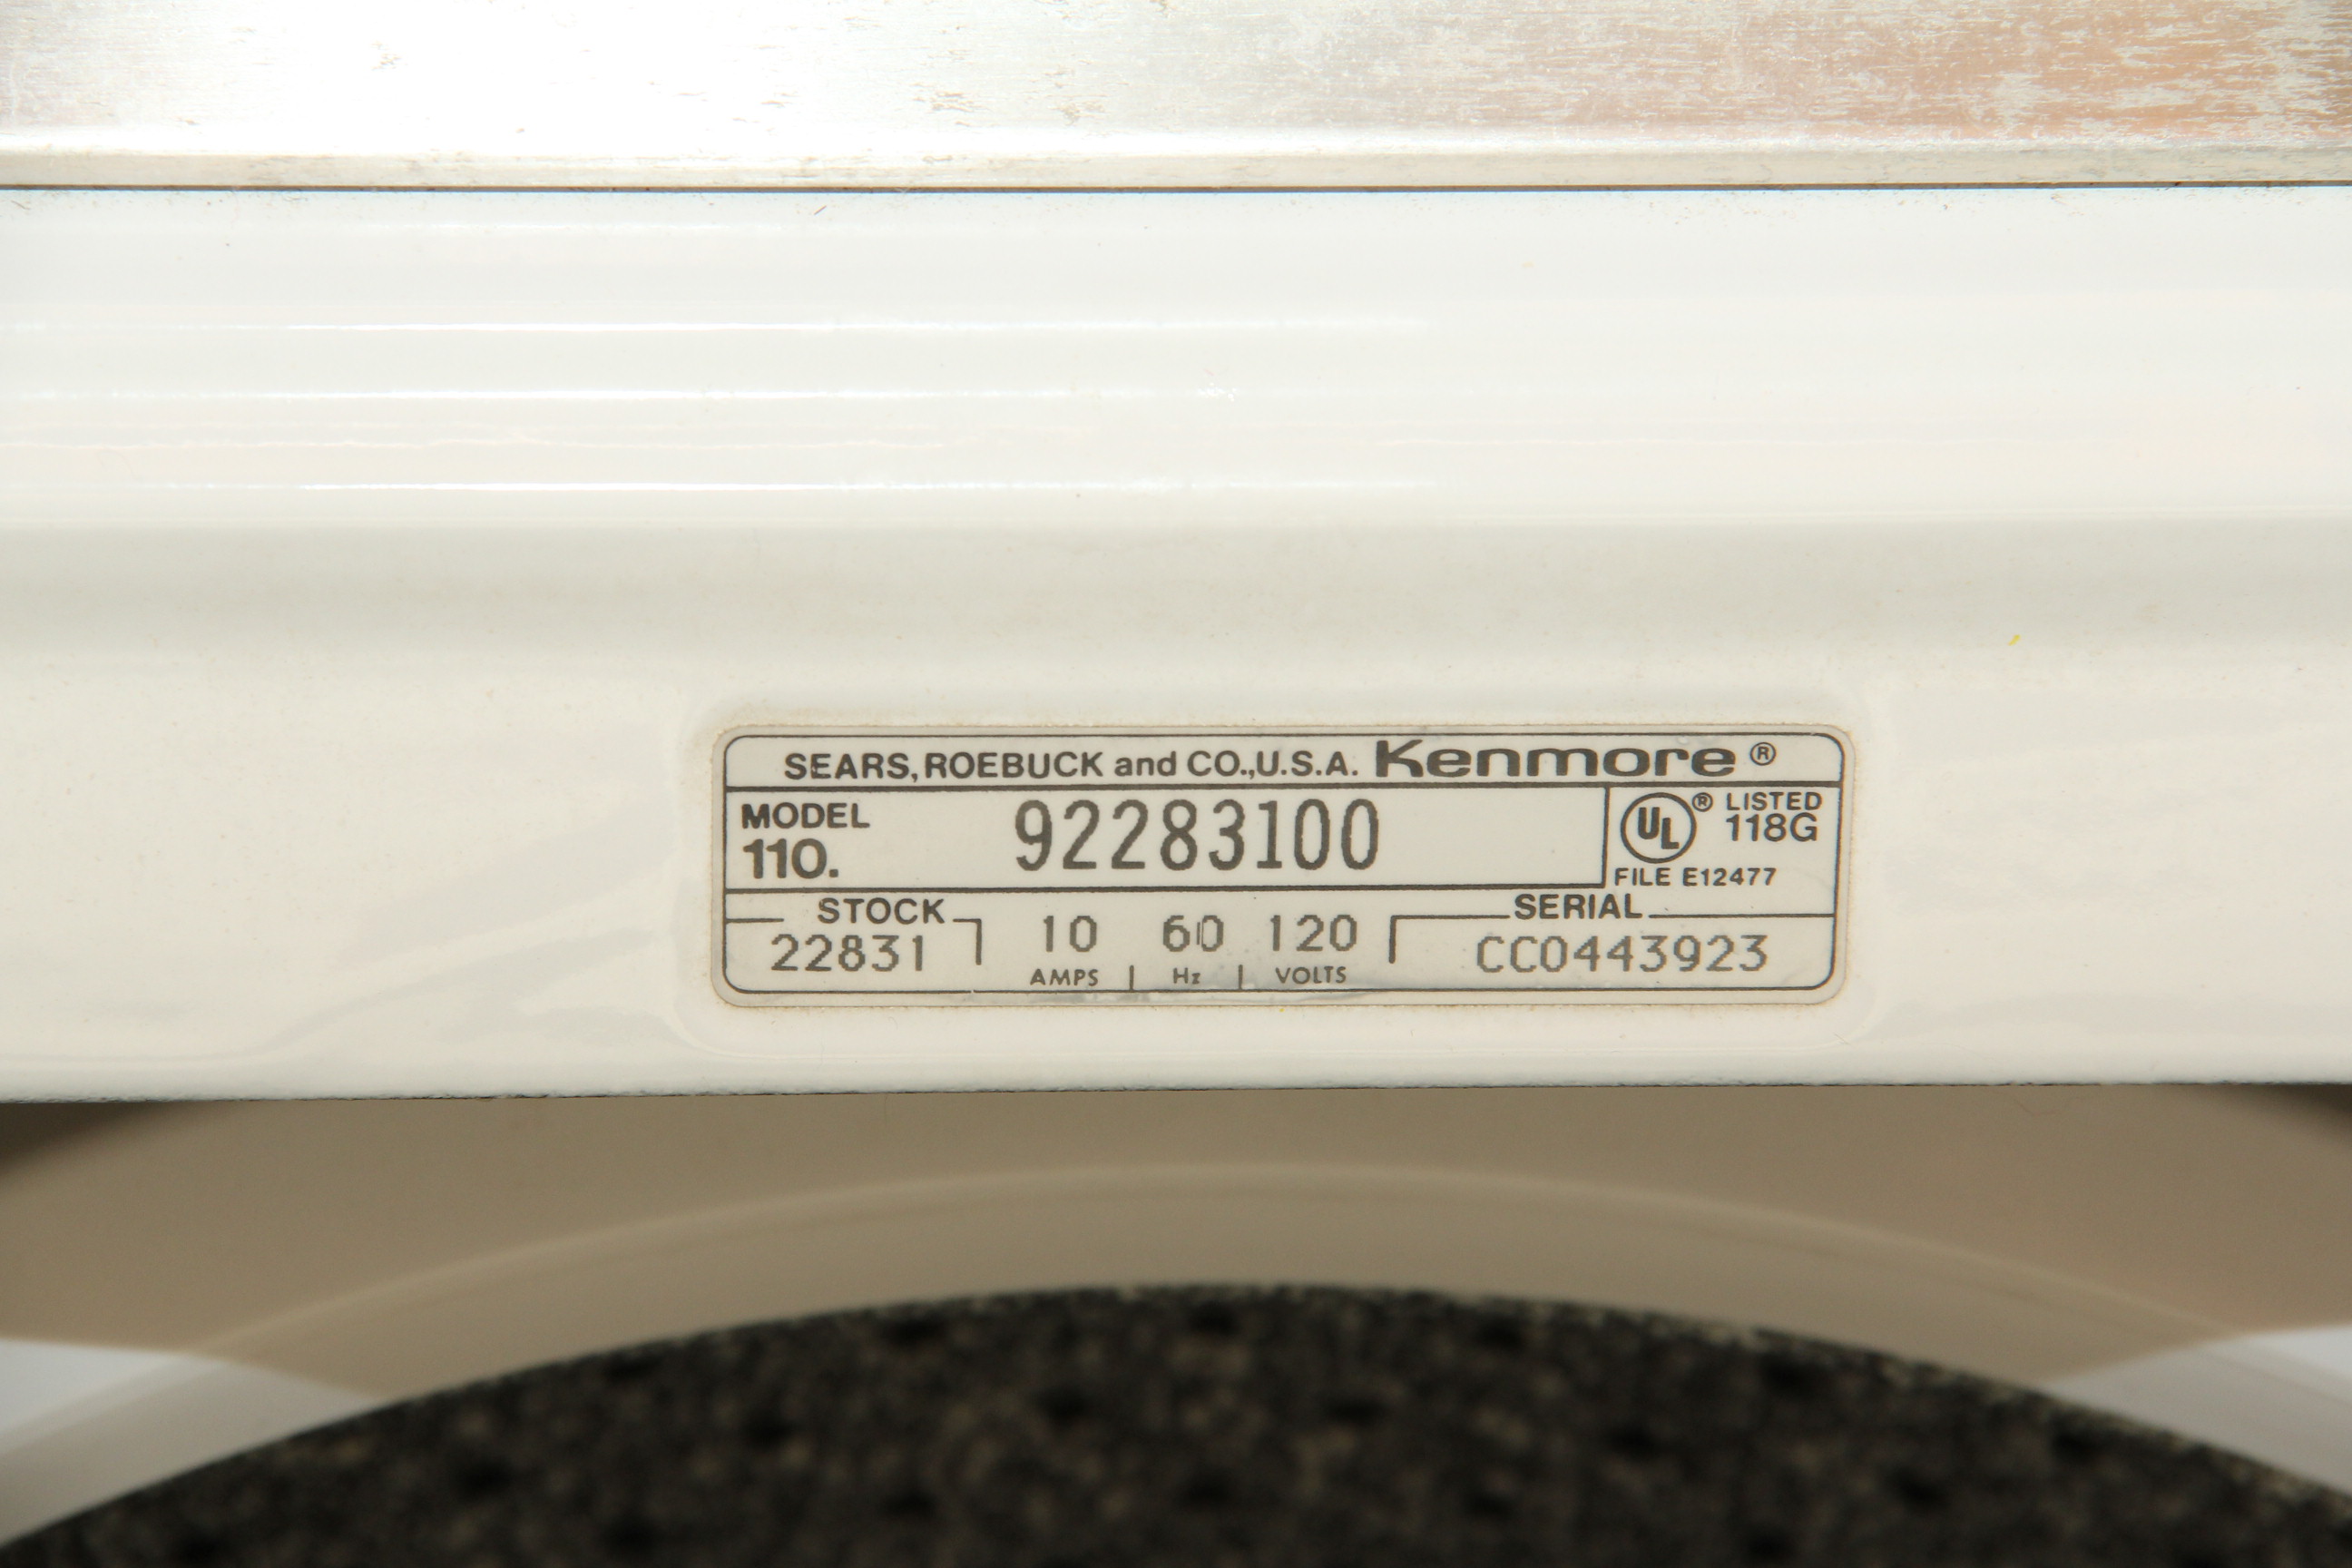 SEARS, ROEBUCK and CO., U.S.A. Kenmore ®
MODEL
110. 92283100
UL ® LISTED
118G
FILE E12477
STOCK
22831
10 60 120
AMPS Hz VOLTS
SERIAL
CC0443923